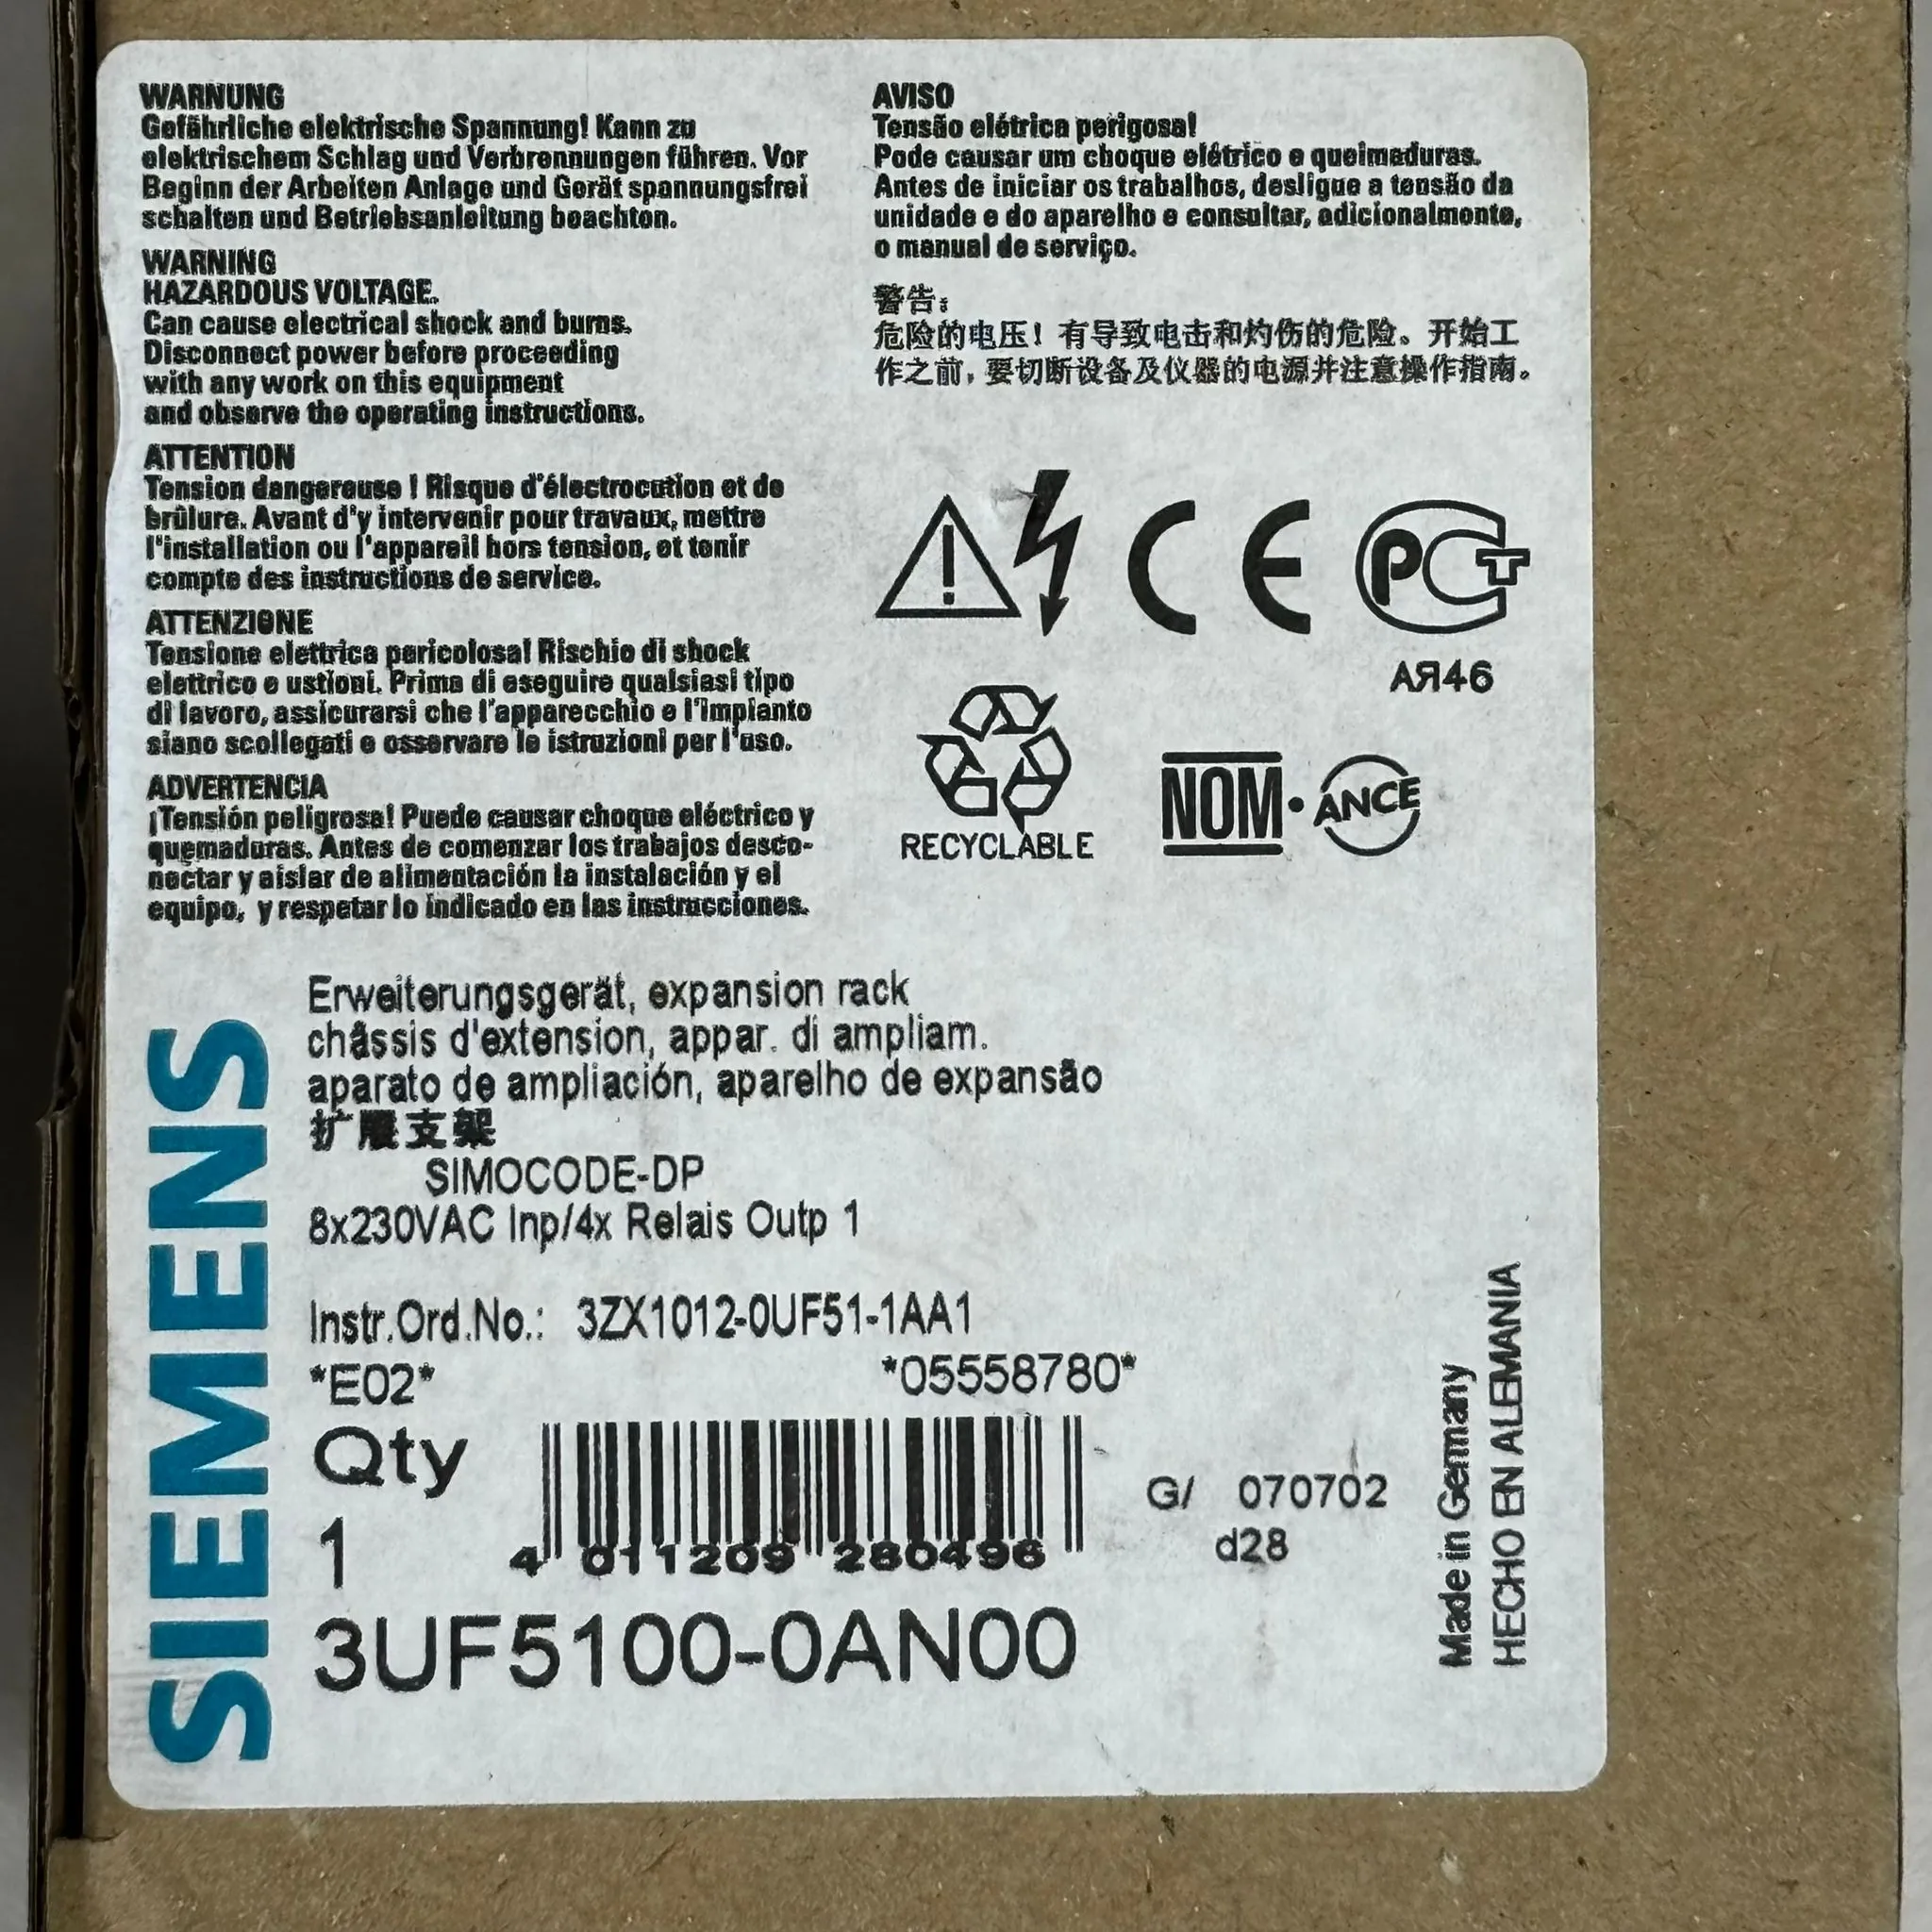 WARNUNG
Gefährliche elektrische Spannung! Kann zu
elektrischem Schlag und Verbrennungen führen. Vor
Beginn der Arbeiten Anlage und Gerät spannungsfrei
schalten und Betriebsanleitung beachten.
WARNING
HAZARDOUS VOLTAGE.
Can cause electrical shock and burns.
Disconnect power before proceeding
with any work on this equipment
and observe the operating instructions.
ATTENTION
Tension dangereuse ! Risque d'électrocution et de
brûlure. Avant d'y intervenir pour travaux, mettre
l'installation ou l'appareil hors tension, et tenir
compte des instructions de service.
ATTENZIONE
Tensione elettrica pericolosa! Rischio di shock
elettrico e ustioni. Prima di eseguire qualsiasi tipo
di lavoro, assicurarsi che l'apparecchio e l'impianto
siano scollegati e osservare le istruzioni per l'uso.
ADVERTENCIA
¡Tensión peligrosa! Puede causar choque eléctrico y
quemaduras. Antes de comenzar los trabajos desco-
nectar y aislar de alimentación la instalación y el
equipo, y respetar lo indicado en las instrucciones.
AVISO
Tensão elétrica perigosa!
Pode causar um choque elétrico e queimaduras.
Antes de iniciar os trabalhos, desligue a tensão da
unidade e do aparelho e consultar, adicionalmente,
o manual de serviço.
警告：
危险的电压！有导致电击和灼伤的危险。开始工
作之前，要切断设备及仪器的电源并注意操作指南。
CE
PCT
AЯ46
RECYCLABLE
NOM·ANCE
SIEMENS
Erweiterungsgerät, expansion rack
châssis d'extension, appar. di ampliam.
aparato de ampliación, aparelho de expansão
扩展支架
SIMOCODE-DP
8x230VAC Inp/4x Relais Outp 1
Instr.Ord.No.: 3ZX1012-0UF51-1AA1
*E02* *05558780*
Qty
1
4 011209 280496
G/ 070702
d28
3UF5100-0AN00
Made in Germany
HECHO EN ALEMANIA